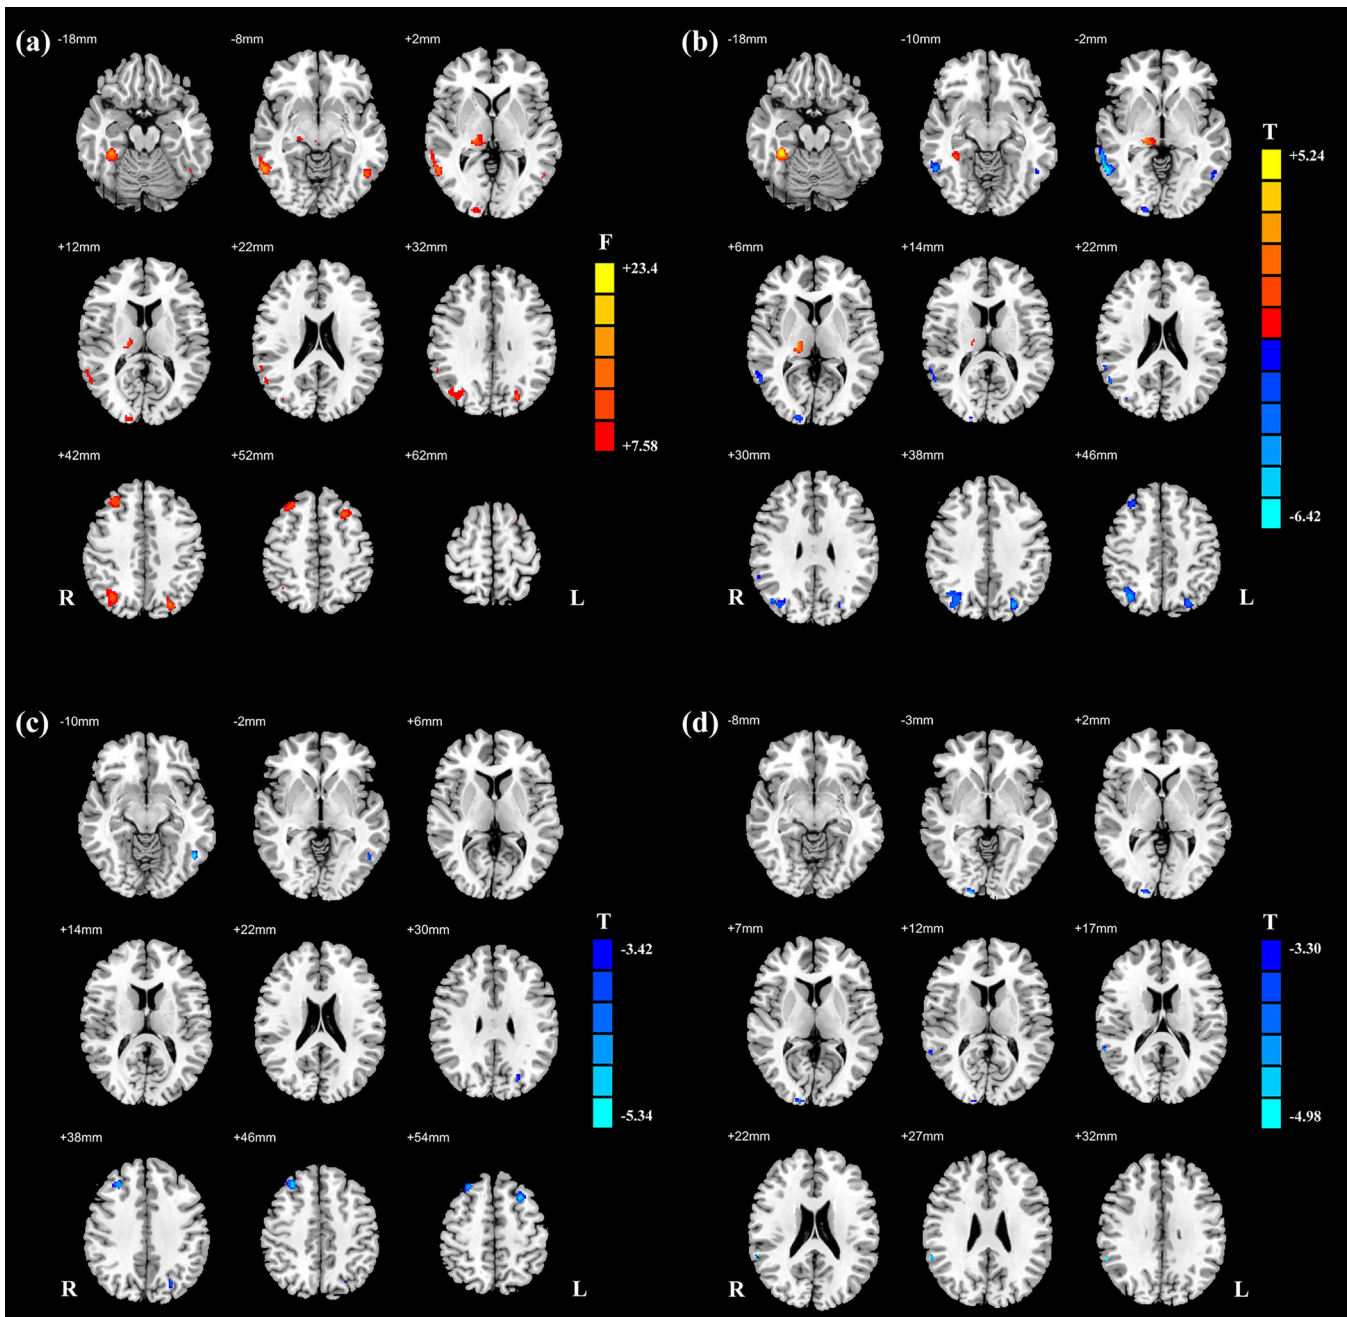 (a)
-18mm
-8mm
+2mm
+12mm
+22mm
+32mm
F
+23.4
+7.58
+42mm
+52mm
+62mm
R
L
(b)
-18mm
-10mm
-2mm
T
+5.24
+6mm
+14mm
+22mm
-6.42
+30mm
+38mm
+46mm
R
L
(c)
-10mm
-2mm
+6mm
+14mm
+22mm
+30mm
T
-3.42
-5.34
+38mm
+46mm
+54mm
R
L
(d)
-8mm
-3mm
+2mm
+7mm
+12mm
+17mm
T
-3.30
-4.98
+22mm
+27mm
+32mm
R
L